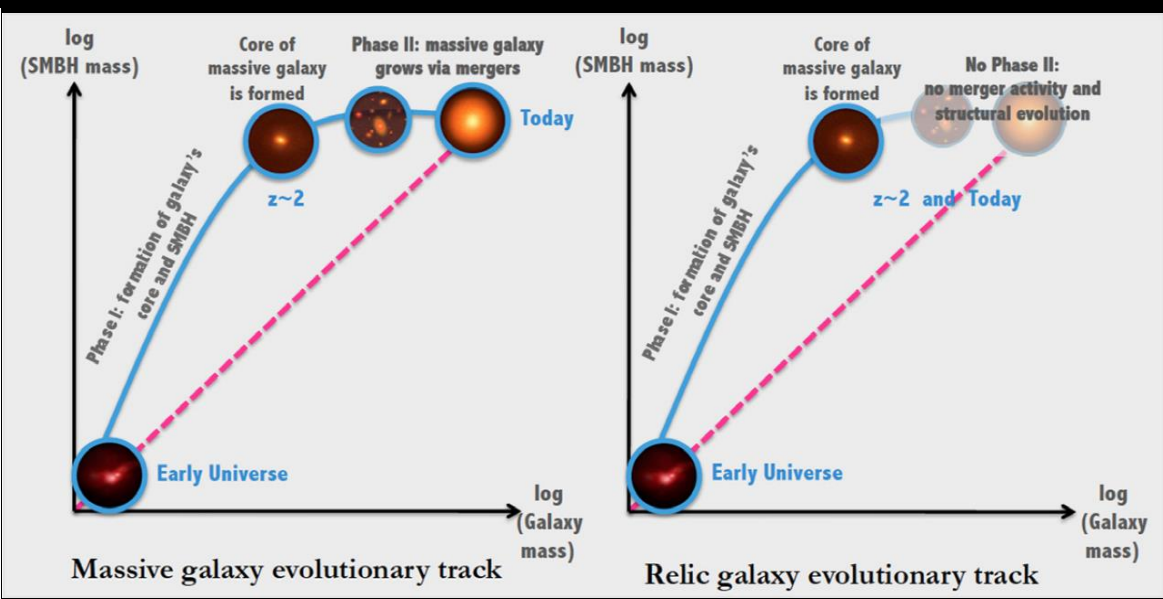 log
(SMBH mass)
Core of
massive galaxy
is formed
Phase II: massive galaxy
grows via mergers
Today
z~2
Phase I: formation of galaxy's
core and SMBH
Early Universe
log
(Galaxy
mass)
Massive galaxy evolutionary track
log
(SMBH mass)
Core of
massive galaxy
is formed
No Phase II:
no merger activity and
structural evolution
z~2 and Today
Phase I: formation of galaxy's
core and SMBH
Early Universe
log
(Galaxy
mass)
Relic galaxy evolutionary track